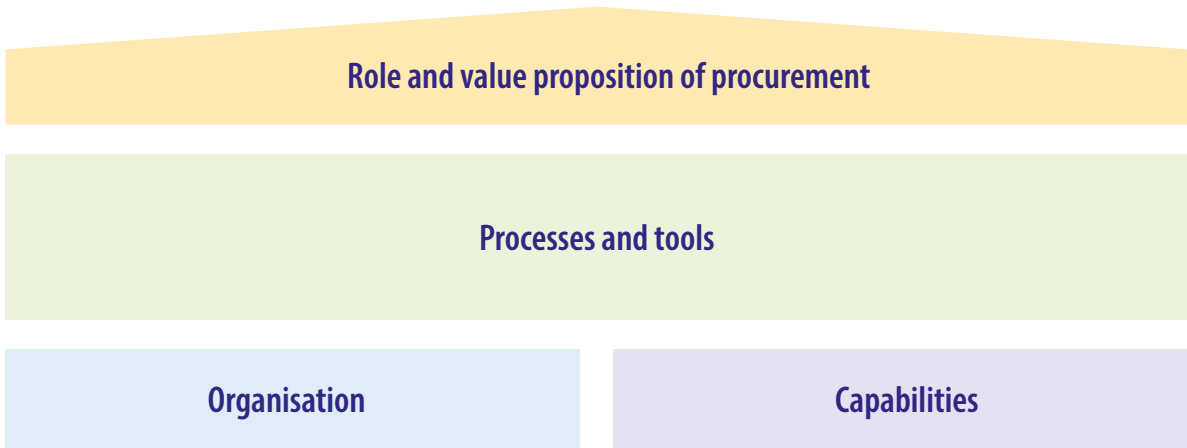 Role and value proposition of procurement
Processes and tools
Organisation
Capabilities